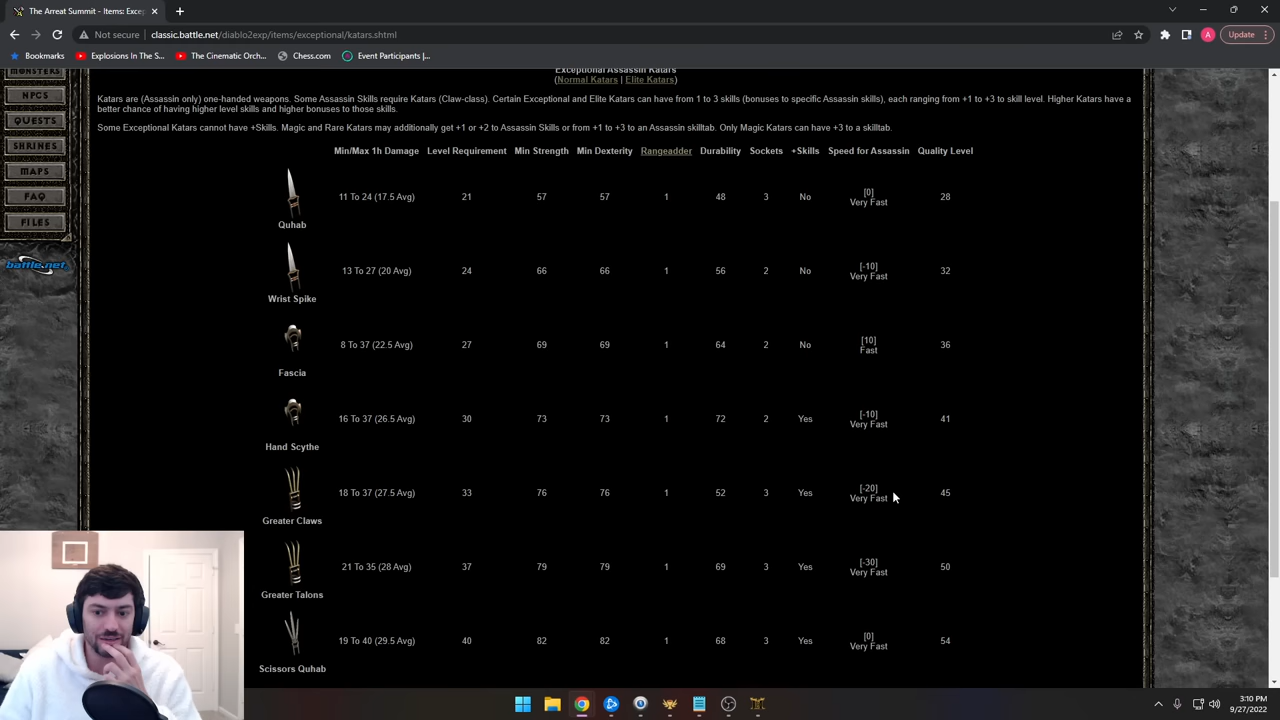 The Arreat Summit - Items: Exce
Not secure
classic.battle.net/diablo2exp/items/exceptional/katars.shtml
Update
Bookmarks
Explosions In The S...
The Cinematic Orch...
Chess.com
Event Participants |...
MONSTERS
NPCS
QUESTS
SHRINES
MAPS
FAQ
FILES
battle.net
Exceptional Assassin Katars
(Normal Katars | Elite Katars)
Katars are (Assassin only) one-handed weapons. Some Assassin Skills require Katars (Claw-class). Certain Exceptional and Elite Katars can have from 1 to 3 skills (bonuses to specific Assassin skills), each ranging from +1 to +3 to skill level. Higher Katars have a
better chance of having higher level skills and higher bonuses to those skills.
Some Exceptional Katars cannot have +Skills. Magic and Rare Katars may additionally get +1 or +2 to Assassin Skills or from +1 to +3 to an Assassin skilltab. Only Magic Katars can have +3 to a skilltab.
Min/Max 1h Damage Level Requirement Min Strength Min Dexterity Rangeadder Durability Sockets +Skills Speed for Assassin Quality Level
11 To 24 (17.5 Avg) 21 57 57 1 48 3 No [0] Very Fast 28
Quhab
13 To 27 (20 Avg) 24 66 66 1 56 2 No [-10] Very Fast 32
Wrist Spike
8 To 37 (22.5 Avg) 27 69 69 1 64 2 No [10] Fast 36
Fascia
16 To 37 (26.5 Avg) 30 73 73 1 72 2 Yes [-10] Very Fast 41
Hand Scythe
18 To 37 (27.5 Avg) 33 76 76 1 52 3 Yes [-20] Very Fast 45
Greater Claws
21 To 35 (28 Avg) 37 79 79 1 69 3 Yes [-30] Very Fast 50
Greater Talons
19 To 40 (29.5 Avg) 40 82 82 1 68 3 Yes [0] Very Fast 54
Scissors Quhab
3:10 PM
9/27/2022